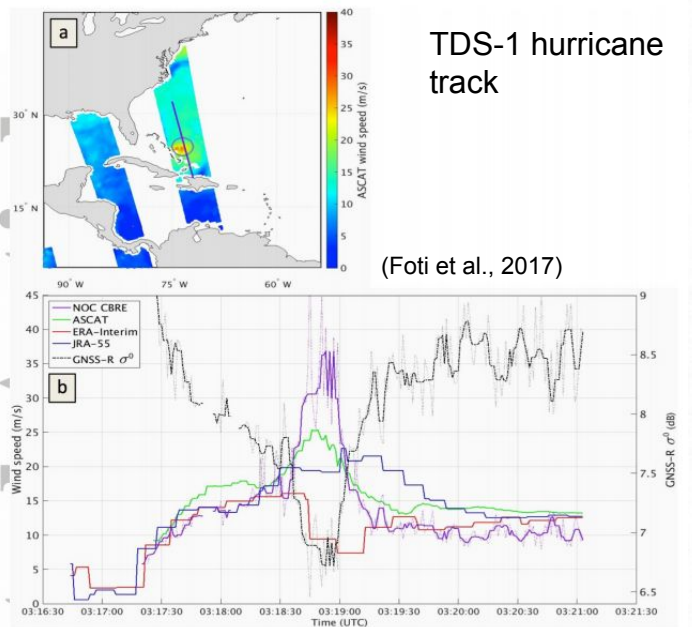 TDS-1 hurricane
track
a
30° N
15° N
90° W
75° W
60° W
40
35
30
25
20
15
10
5
0
ASCAT wind speed (m/s)
(Foti et al., 2017)
b
NOC CBRE
ASCAT
ERA-Interim
JRA-55
GNSS-R σ⁰
45
40
35
30
25
20
15
10
5
0
Wind speed (m/s)
9
8.5
8
7.5
7
6.5
GNSS-R σ⁰ (dB)
03:16:30 03:17:00 03:17:30 03:18:00 03:18:30 03:19:00 03:19:30 03:20:00 03:20:30 03:21:00 03:21:30
Time (UTC)